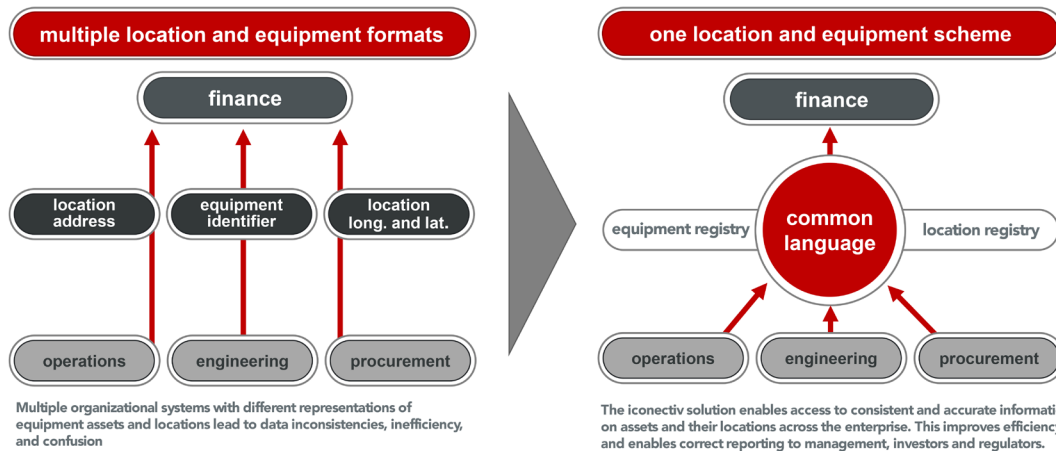 multiple location and equipment formats
finance
location
address
equipment
identifier
location
long. and lat.
operations
engineering
procurement
Multiple organizational systems with different representations of
equipment assets and locations lead to data inconsistencies, inefficiency,
and confusion
one location and equipment scheme
finance
equipment registry
common
language
location registry
operations
engineering
procurement
The iconectiv solution enables access to consistent and accurate informatio
on assets and their locations across the enterprise. This improves efficiency
and enables correct reporting to management, investors and regulators.